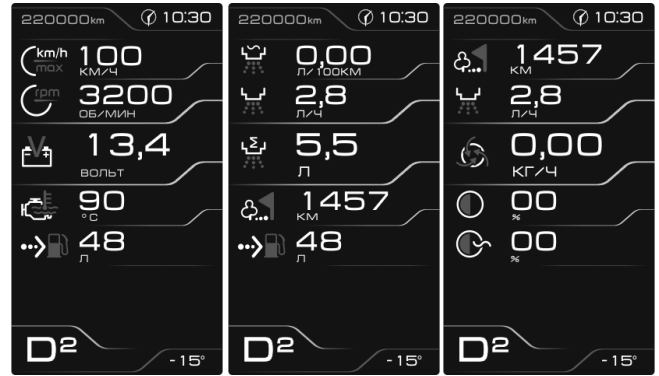 220000km 10:30
km/h 100
max км/ч
rpm 3200
об/мин
V 13,4
вольт
90
°C
48
л
D2 -15°
220000km 10:30
0,00
л/100км
2,8
л/ч
Σ 5,5
л
1457
км
48
л
D2 -15°
220000km 10:30
1457
км
2,8
л/ч
0,00
кг/ч
00
%
00
%
D2 -15°